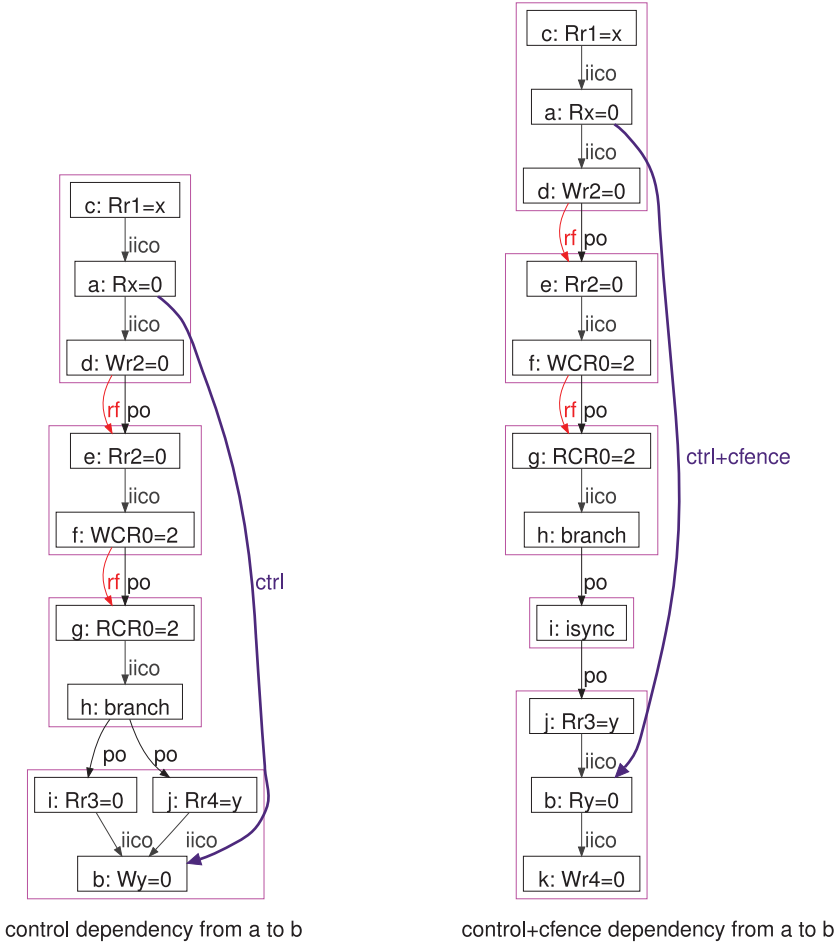 c: Rr1=x
iico
a: Rx=0
iico
d: Wr2=0
rf po
e: Rr2=0
iico
f: WCR0=2
rf po
g: RCR0=2
iico
h: branch
po po
i: Rr3=0 j: Rr4=y
iico iico
b: Wy=0
ctrl
control dependency from a to b
c: Rr1=x
iico
a: Rx=0
iico
d: Wr2=0
rf po
e: Rr2=0
iico
f: WCR0=2
rf po
g: RCR0=2
iico
h: branch
po
i: isync
po
j: Rr3=y
iico
b: Ry=0
iico
k: Wr4=0
ctrl+cfence
control+cfence dependency from a to b